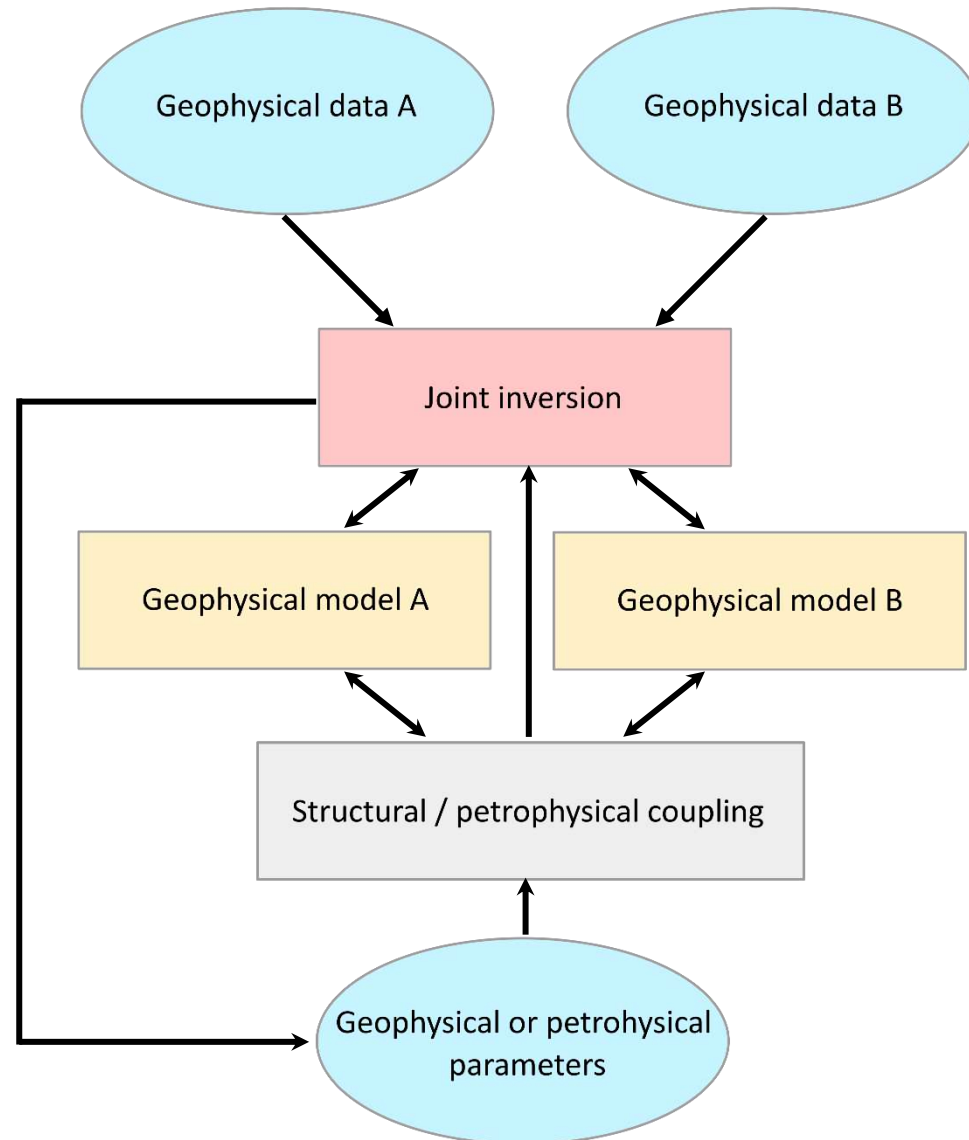 Geophysical data A
Geophysical data B
Joint inversion
Geophysical model A
Geophysical model B
Structural / petrophysical coupling
Geophysical or petrohysical
parameters